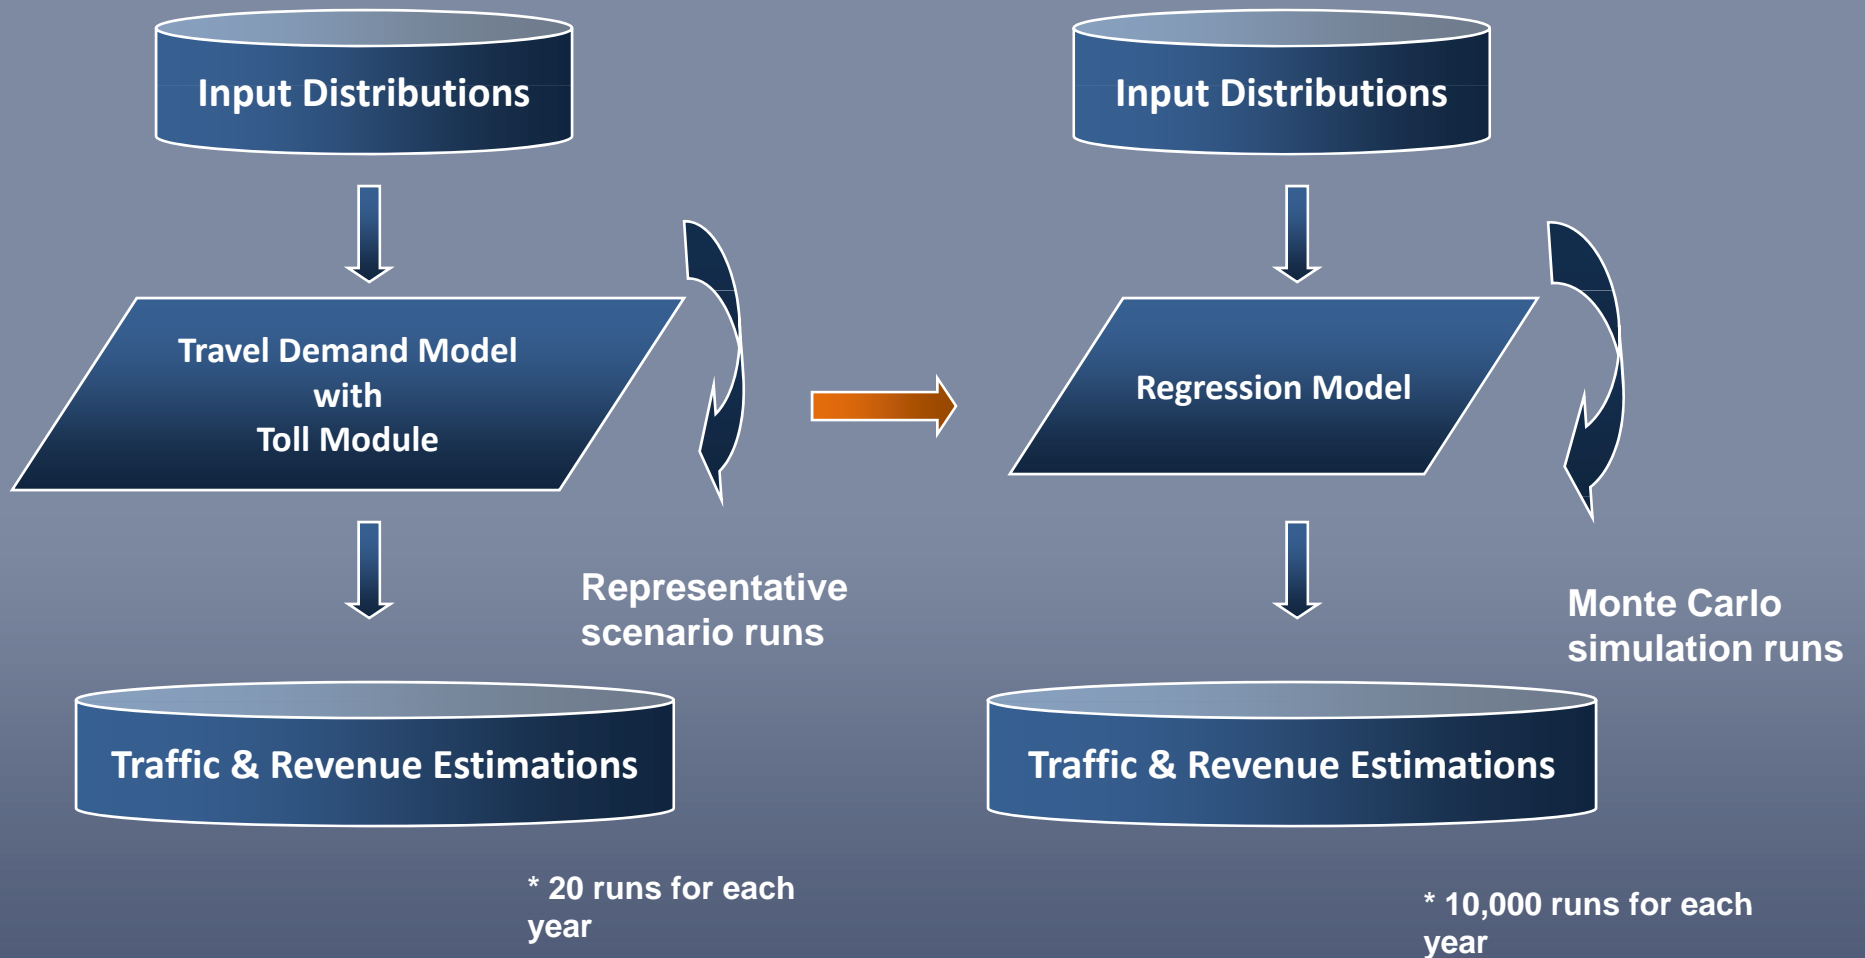 Input Distributions
Travel Demand Model
with
Toll Module
Representative
scenario runs
Traffic & Revenue Estimations
* 20 runs for each
year
Input Distributions
Regression Model
Monte Carlo
simulation runs
Traffic & Revenue Estimations
* 10,000 runs for each
year